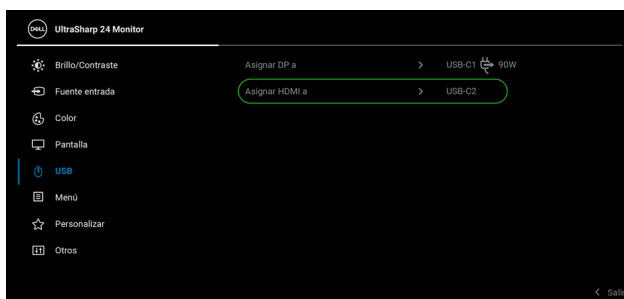 DELL UltraSharp 24 Monitor
Brillo/Contraste Asignar DP a > USB-C1 90W
Fuente entrada Asignar HDMI a > USB-C2
Color
Pantalla
USB
Menú
Personalizar
Otros
< Salir